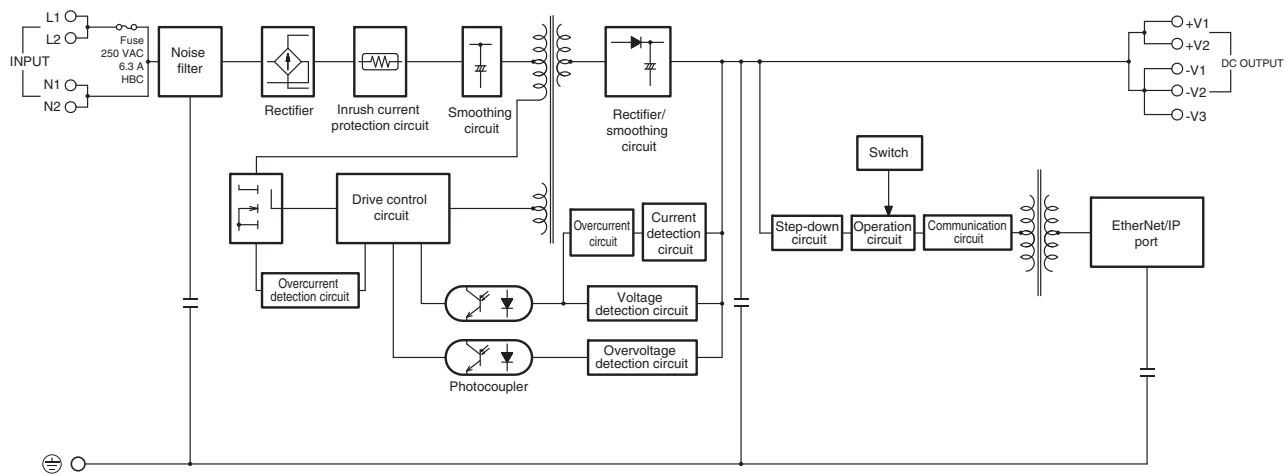 L1
L2
INPUT
N1
N2
Fuse
250 VAC
6.3 A
HBC
Noise
filter
Rectifier
Inrush current
protection circuit
Smoothing
circuit
Rectifier/
smoothing
circuit
+V1
+V2
-V1
-V2
-V3
DC OUTPUT
Drive control
circuit
Overcurrent
detection circuit
Overcurrent
circuit
Current
detection
circuit
Voltage
detection circuit
Overvoltage
detection circuit
Photocoupler
Switch
Step-down
circuit
Operation
circuit
Communication
circuit
EtherNet/IP
port